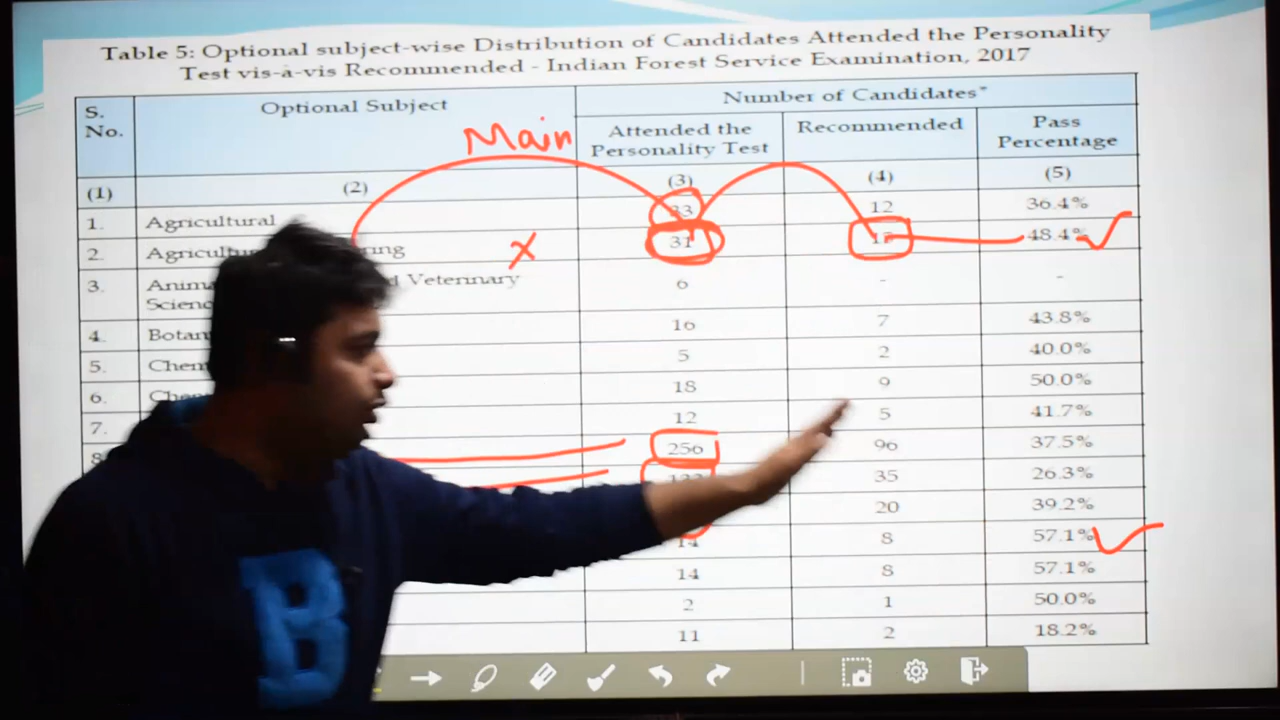 Table 5: Optional subject-wise Distribution of Candidates Attended the Personality
Test vis-à-vis Recommended - Indian Forest Service Examination, 2017
S. No. Optional Subject Number of Candidates*
Main Attended the Personality Test Recommended Pass Percentage
(1) (2) (3) (4) (5)
1. Agricultural 33 12 36.4%
2. 31 48.4%
3. Veterinary 6 - -
4. 16 7 43.8%
5. 5 2 40.0%
6. 18 9 50.0%
7. 12 5 41.7%
8 256 96 37.5%
35 26.3%
20 39.2%
14 8 57.1%
14 8 57.1%
2 1 50.0%
11 2 18.2%
B